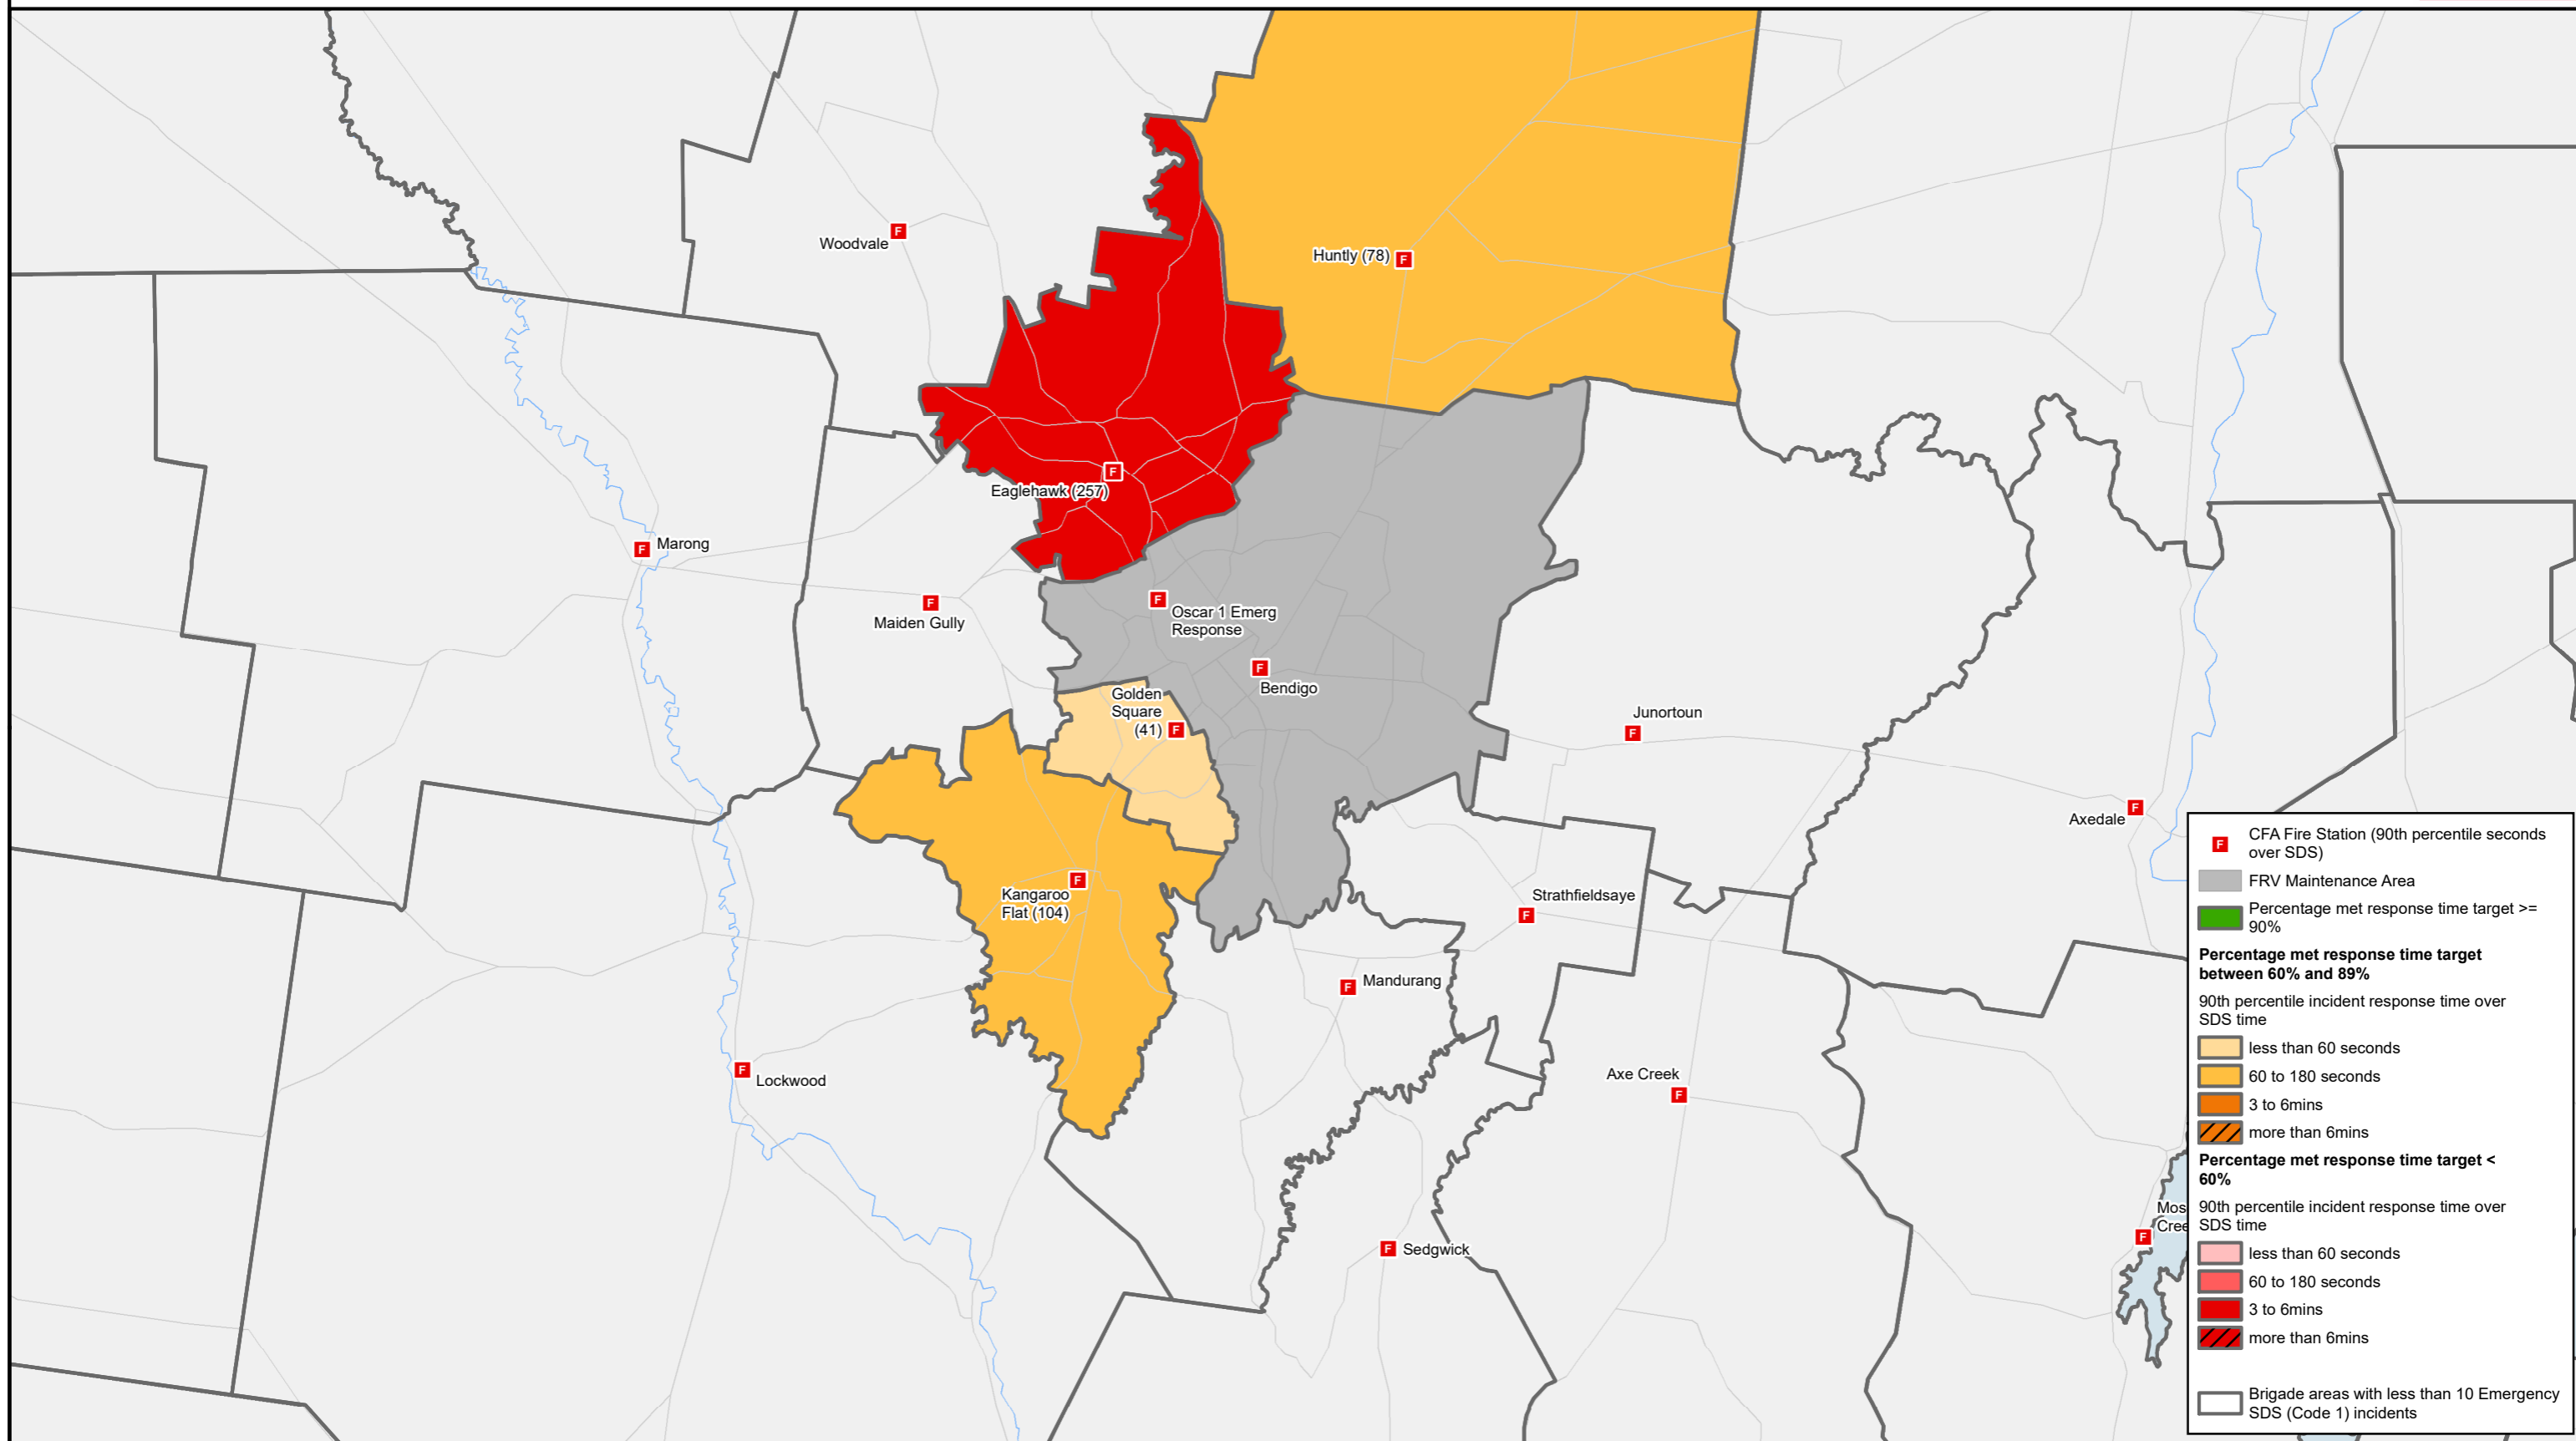 Woodvale
F
Huntly (78)
F
F
Eaglehawk (257)
F
Marong
F
Maiden Gully
F
Oscar 1 Emerg
Response
F
Bendigo
Golden
Square
(41)
F
Junortoun
F
Axedale
F
Kangaroo
Flat (104)
F
Strathfieldsaye
F
F
Mandurang
F
Lockwood
Axe Creek
F
F
Sedgwick
Mos
Cree
F
F
CFA Fire Station (90th percentile seconds
over SDS)
FRV Maintenance Area
Percentage met response time target >=
90%
Percentage met response time target
between 60% and 89%
90th percentile incident response time over
SDS time
less than 60 seconds
60 to 180 seconds
3 to 6mins
more than 6mins
Percentage met response time target <
60%
90th percentile incident response time over
SDS time
less than 60 seconds
60 to 180 seconds
3 to 6mins
more than 6mins
Brigade areas with less than 10 Emergency
SDS (Code 1) incidents